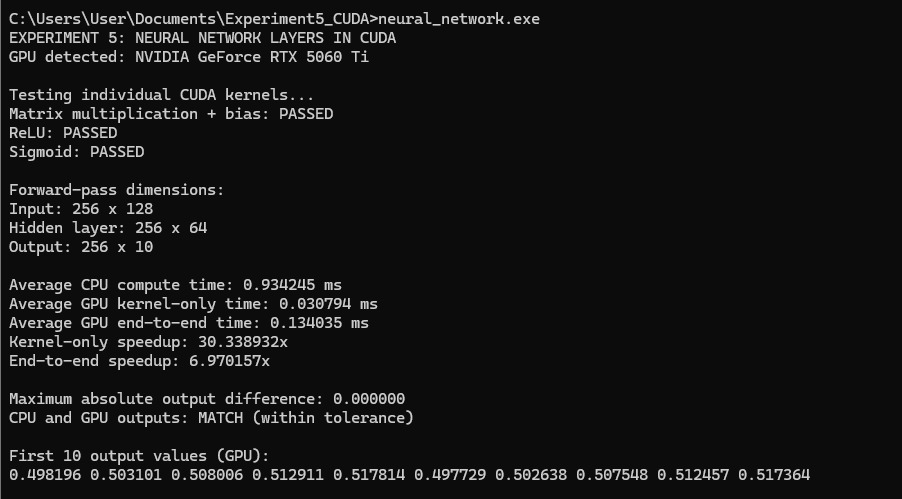 C:\Users\User\Documents\Experiment5_CUDA>neural_network.exe
EXPERIMENT 5: NEURAL NETWORK LAYERS IN CUDA
GPU detected: NVIDIA GeForce RTX 5060 Ti
Testing individual CUDA kernels...
Matrix multiplication + bias: PASSED
ReLU: PASSED
Sigmoid: PASSED
Forward-pass dimensions:
Input: 256 x 128
Hidden layer: 256 x 64
Output: 256 x 10
Average CPU compute time: 0.934245 ms
Average GPU kernel-only time: 0.030794 ms
Average GPU end-to-end time: 0.134035 ms
Kernel-only speedup: 30.338932x
End-to-end speedup: 6.970157x
Maximum absolute output difference: 0.000000
CPU and GPU outputs: MATCH (within tolerance)
First 10 output values (GPU):
0.498196 0.503101 0.508006 0.512911 0.517814 0.497729 0.502638 0.507548 0.512457 0.517364